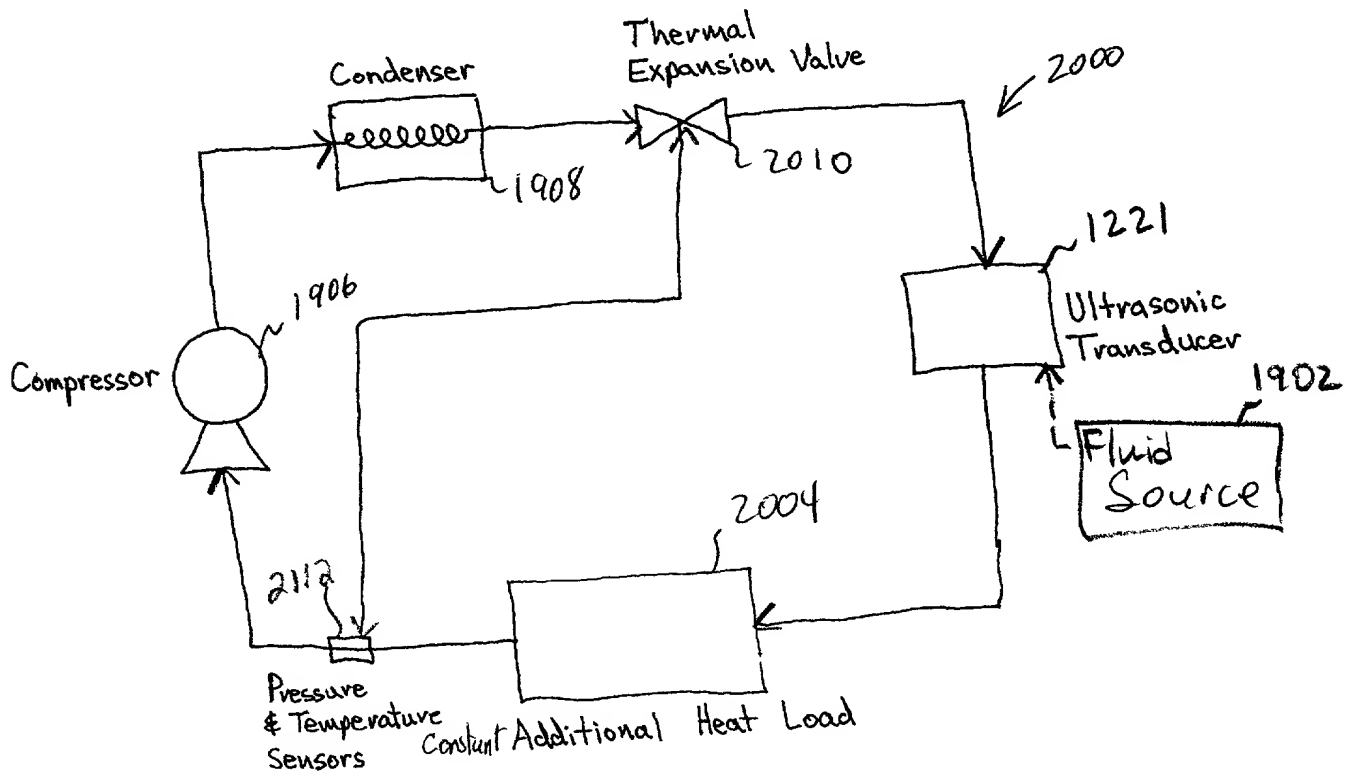 Thermal
Expansion Valve
2000
Condenser
1908
2010
1221
Ultrasonic
Transducer
1906
Compressor
1902
Fluid
Source
2004
2112
Pressure
& Temperature
Sensors
Constant Additional Heat Load